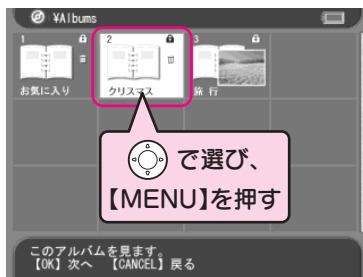 ¥Albums
1 2 3
お気に入り クリスマス 旅 行
で選び、
【MENU】を押す
このアルバムを見ます。
【OK】次へ 【CANCEL】戻る